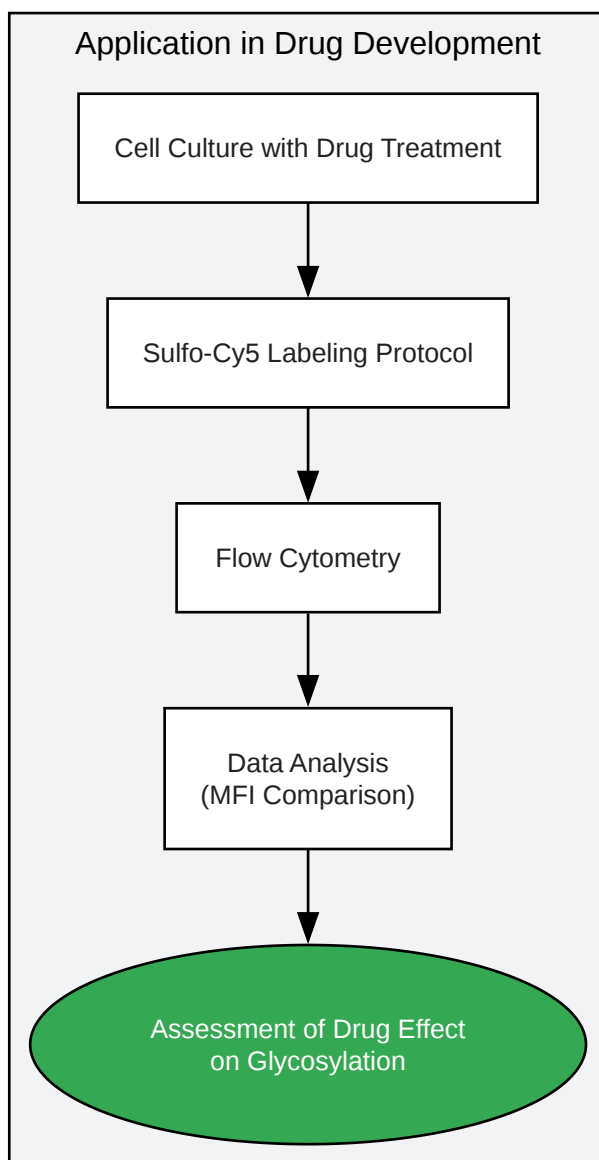 Application in Drug Development
Cell Culture with Drug Treatment
Sulfo-Cy5 Labeling Protocol
Flow Cytometry
Data Analysis
(MFI Comparison)
Assessment of Drug Effect
on Glycosylation